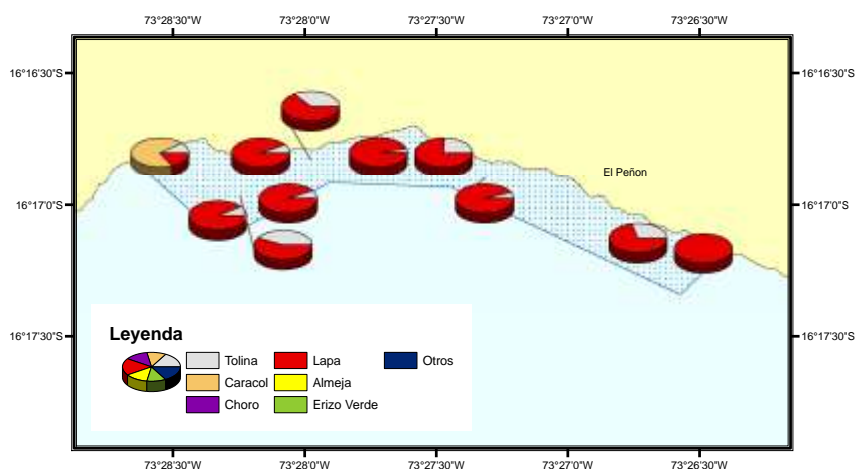 73°28'30"W 73°28'0"W 73°27'30"W 73°27'0"W 73°26'30"W
16°16'30"S 16°16'30"S
El Peñon
16°17'0"S 16°17'0"S
Leyenda
16°17'30"S 16°17'30"S
Tolina Lapa Otros
Caracol Almeja
Choro Erizo Verde
73°28'30"W 73°28'0"W 73°27'30"W 73°27'0"W 73°26'30"W